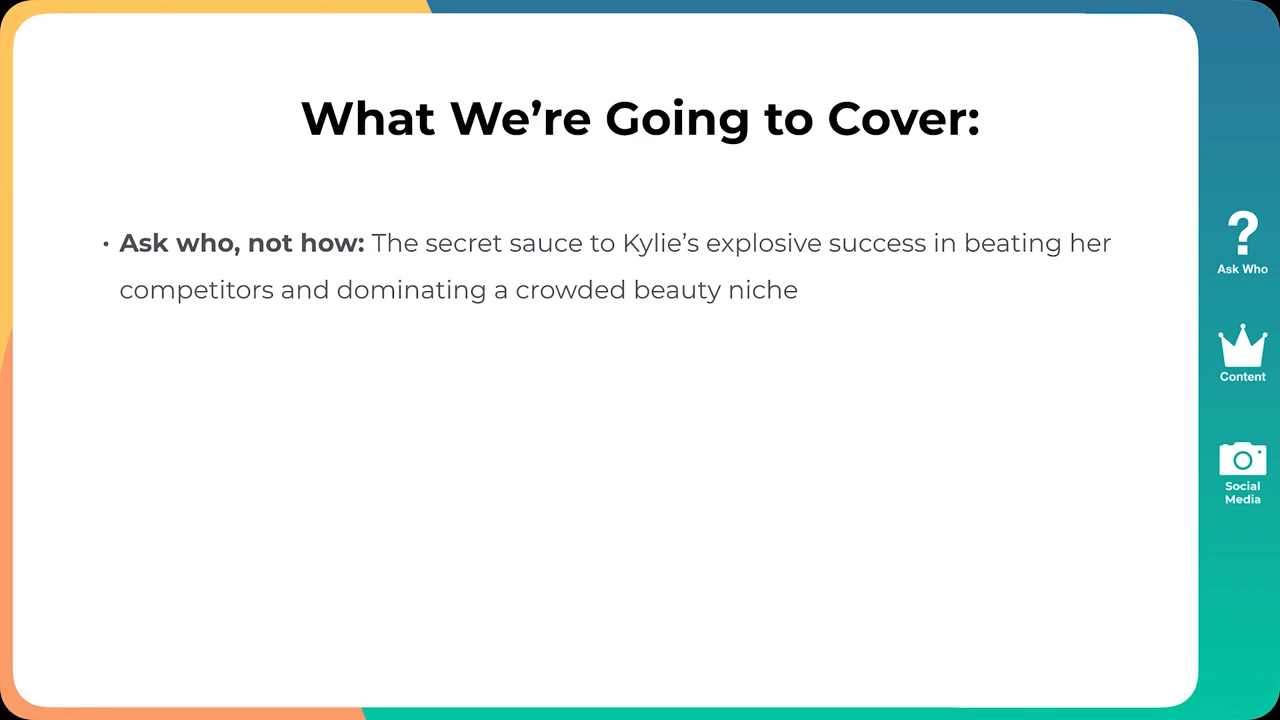 What We’re Going to Cover:
• Ask who, not how: The secret sauce to Kylie’s explosive success in beating her
competitors and dominating a crowded beauty niche
?
Ask Who
Content
Social
Media